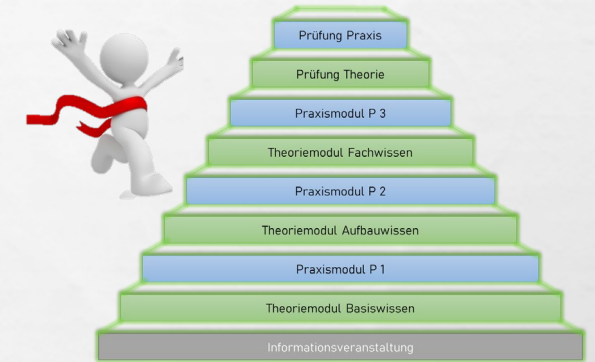 Prüfung Praxis
Prüfung Theorie
Praxismodul P 3
Theoriemodul Fachwissen
Praxismodul P 2
Theoriemodul Aufbauwissen
Praxismodul P 1
Theoriemodul Basiswissen
Informationsveranstaltung